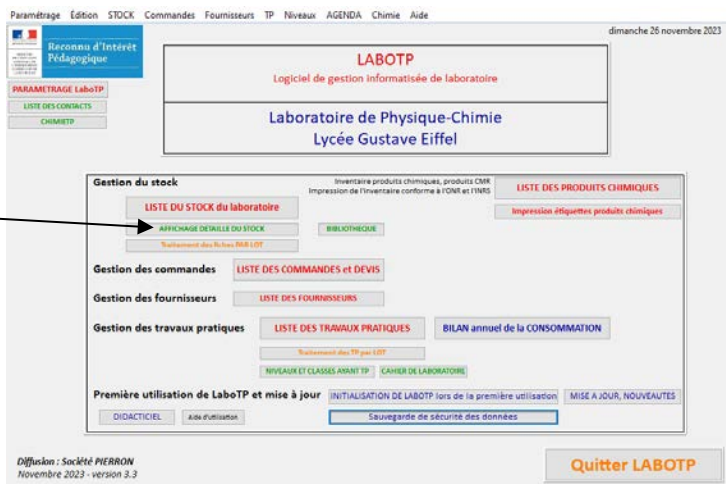 Paramétrage Édition STOCK Commandes Fournisseurs TP Niveaux AGENDA Chimie Aide
dimanche 26 novembre 2023
Reconnu d'Intérêt
Pédagogique
PARAMETRAGE LaboTP
LISTE DES CONTACTS
CHIMIETP
LABOTP
Logiciel de gestion informatisée de laboratoire
Laboratoire de Physique-Chimie
Lycée Gustave Eiffel
Gestion du stock
Inventaire produits chimiques, produits CMR
Impression de l'inventaire conforme à l'ONR et l'INRS
LISTE DES PRODUITS CHIMIQUES
LISTE DU STOCK du laboratoire
Impression étiquettes produits chimiques
AFFICHAGE DETAILLE DU STOCK BIBLIOTHEQUE
Traitement des fiches PAR LOT
Gestion des commandes LISTE DES COMMANDES et DEVIS
Gestion des fournisseurs LISTE DES FOURNISSEURS
Gestion des travaux pratiques LISTE DES TRAVAUX PRATIQUES BILAN annuel de la CONSOMMATION
Traitement des TP par LOT
NIVEAUX ET CLASSES AYANT TP CAHIER DE LABORATOIRE
Première utilisation de LaboTP et mise à jour INITIALISATION DE LABOTP lors de la première utilisation MISE A JOUR, NOUVEAUTES
DIDACTICIEL Aide d'utilisation Sauvegarde de sécurité des données
Diffusion : Société PIERRON
Novembre 2023 - version 3.3
Quitter LABOTP